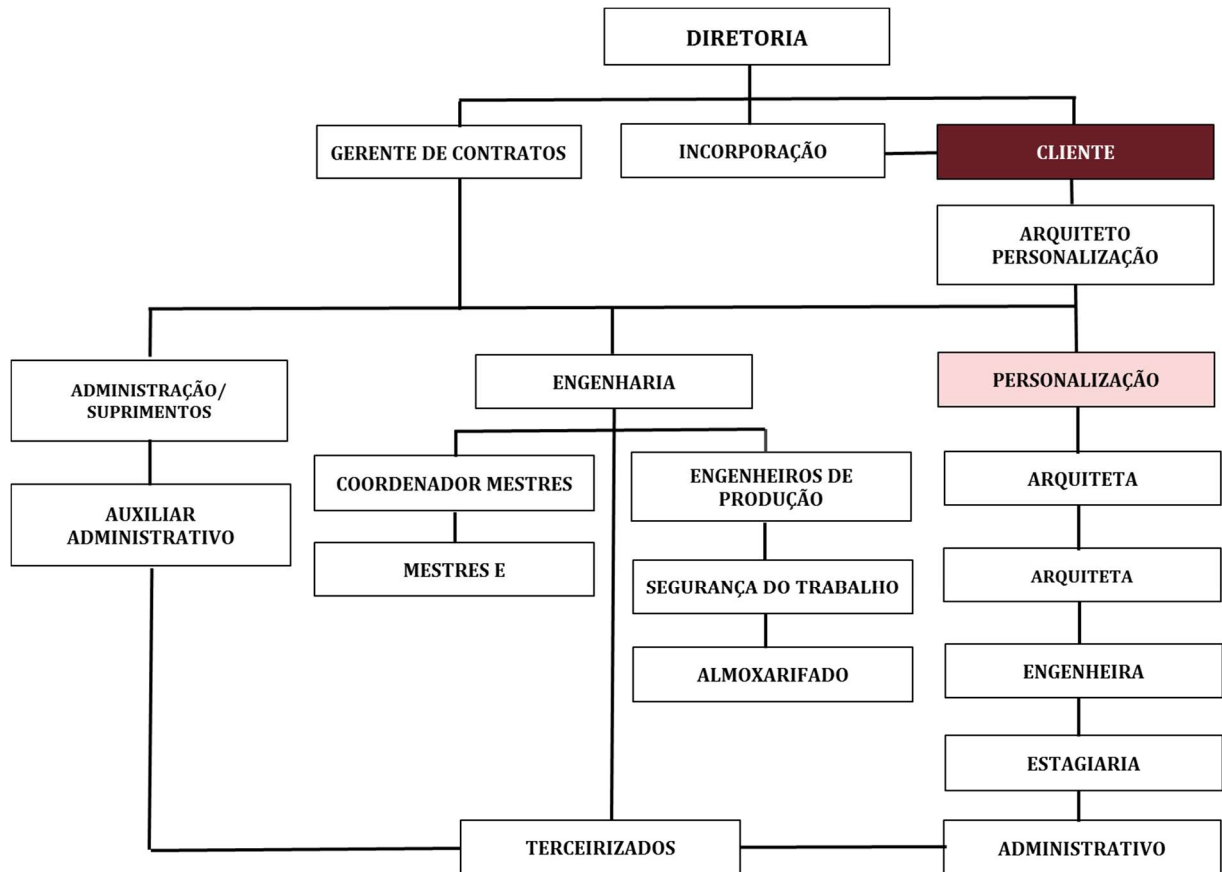 DIRETORIA
GERENTE DE CONTRATOS
INCORPORAÇÃO
CLIENTE
ARQUITETO
PERSONALIZAÇÃO
ADMINISTRAÇÃO/
SUPRIMENTOS
ENGENHARIA
PERSONALIZAÇÃO
AUXILIAR
ADMINISTRATIVO
COORDENADOR MESTRES
MESTRES E
ENGENHEIROS DE
PRODUÇÃO
SEGURANÇA DO TRABALHO
ALMOXARIFADO
ARQUITETA
ARQUITETA
ENGENHEIRA
ESTAGIARIA
TERCEIRIZADOS
ADMINISTRATIVO